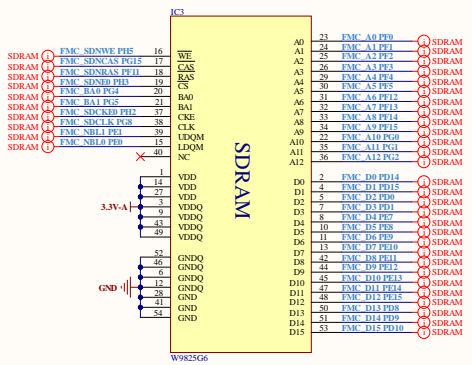 IC3
SDRAM FMC_SDNWE PH5 16 WE
SDRAM FMC_SDNCAS PG15 17 CAS
SDRAM FMC_SDNRAS PF11 18 RAS
SDRAM FMC_SDNE0 PH3 19 CS
SDRAM FMC_BA0 PG4 20 BA0
SDRAM FMC_BA1 PG5 21 BA1
SDRAM FMC_SDCKE0 PH2 37 CKE
SDRAM FMC_SDCLK PG8 38 CLK
SDRAM FMC_NBL1 PE1 39 UDQM
SDRAM FMC_NBL0 PE0 15 LDQM
40 NC
1 VDD
14 VDD
27 VDD
3.3V-A 3 VDDQ
9 VDDQ
43 VDDQ
49 VDDQ
52 GNDQ
46 GNDQ
6 GNDQ
GND 12 GNDQ
28 GND
41 GND
54 GND
SDRAM
A0 23 FMC_A0 PF0 SDRAM
A1 24 FMC_A1 PF1 SDRAM
A2 25 FMC_A2 PF2 SDRAM
A3 26 FMC_A3 PF3 SDRAM
A4 29 FMC_A4 PF4 SDRAM
A5 30 FMC_A5 PF5 SDRAM
A6 31 FMC_A6 PF12 SDRAM
A7 32 FMC_A7 PF13 SDRAM
A8 33 FMC_A8 PF14 SDRAM
A9 34 FMC_A9 PF15 SDRAM
A10 22 FMC_A10 PG0 SDRAM
A11 35 FMC_A11 PG1 SDRAM
A12 36 FMC_A12 PG2 SDRAM
D0 2 FMC_D0 PD14 SDRAM
D1 4 FMC_D1 PD15 SDRAM
D2 5 FMC_D2 PD0 SDRAM
D3 7 FMC_D3 PD1 SDRAM
D4 8 FMC_D4 PE7 SDRAM
D5 10 FMC_D5 PE8 SDRAM
D6 11 FMC_D6 PE9 SDRAM
D7 13 FMC_D7 PE10 SDRAM
D8 42 FMC_D8 PE11 SDRAM
D9 44 FMC_D9 PE12 SDRAM
D10 45 FMC_D10 PE13 SDRAM
D11 47 FMC_D11 PE14 SDRAM
D12 48 FMC_D12 PE15 SDRAM
D13 50 FMC_D13 PD8 SDRAM
D14 51 FMC_D14 PD9 SDRAM
D15 53 FMC_D15 PD10 SDRAM
W9825G6